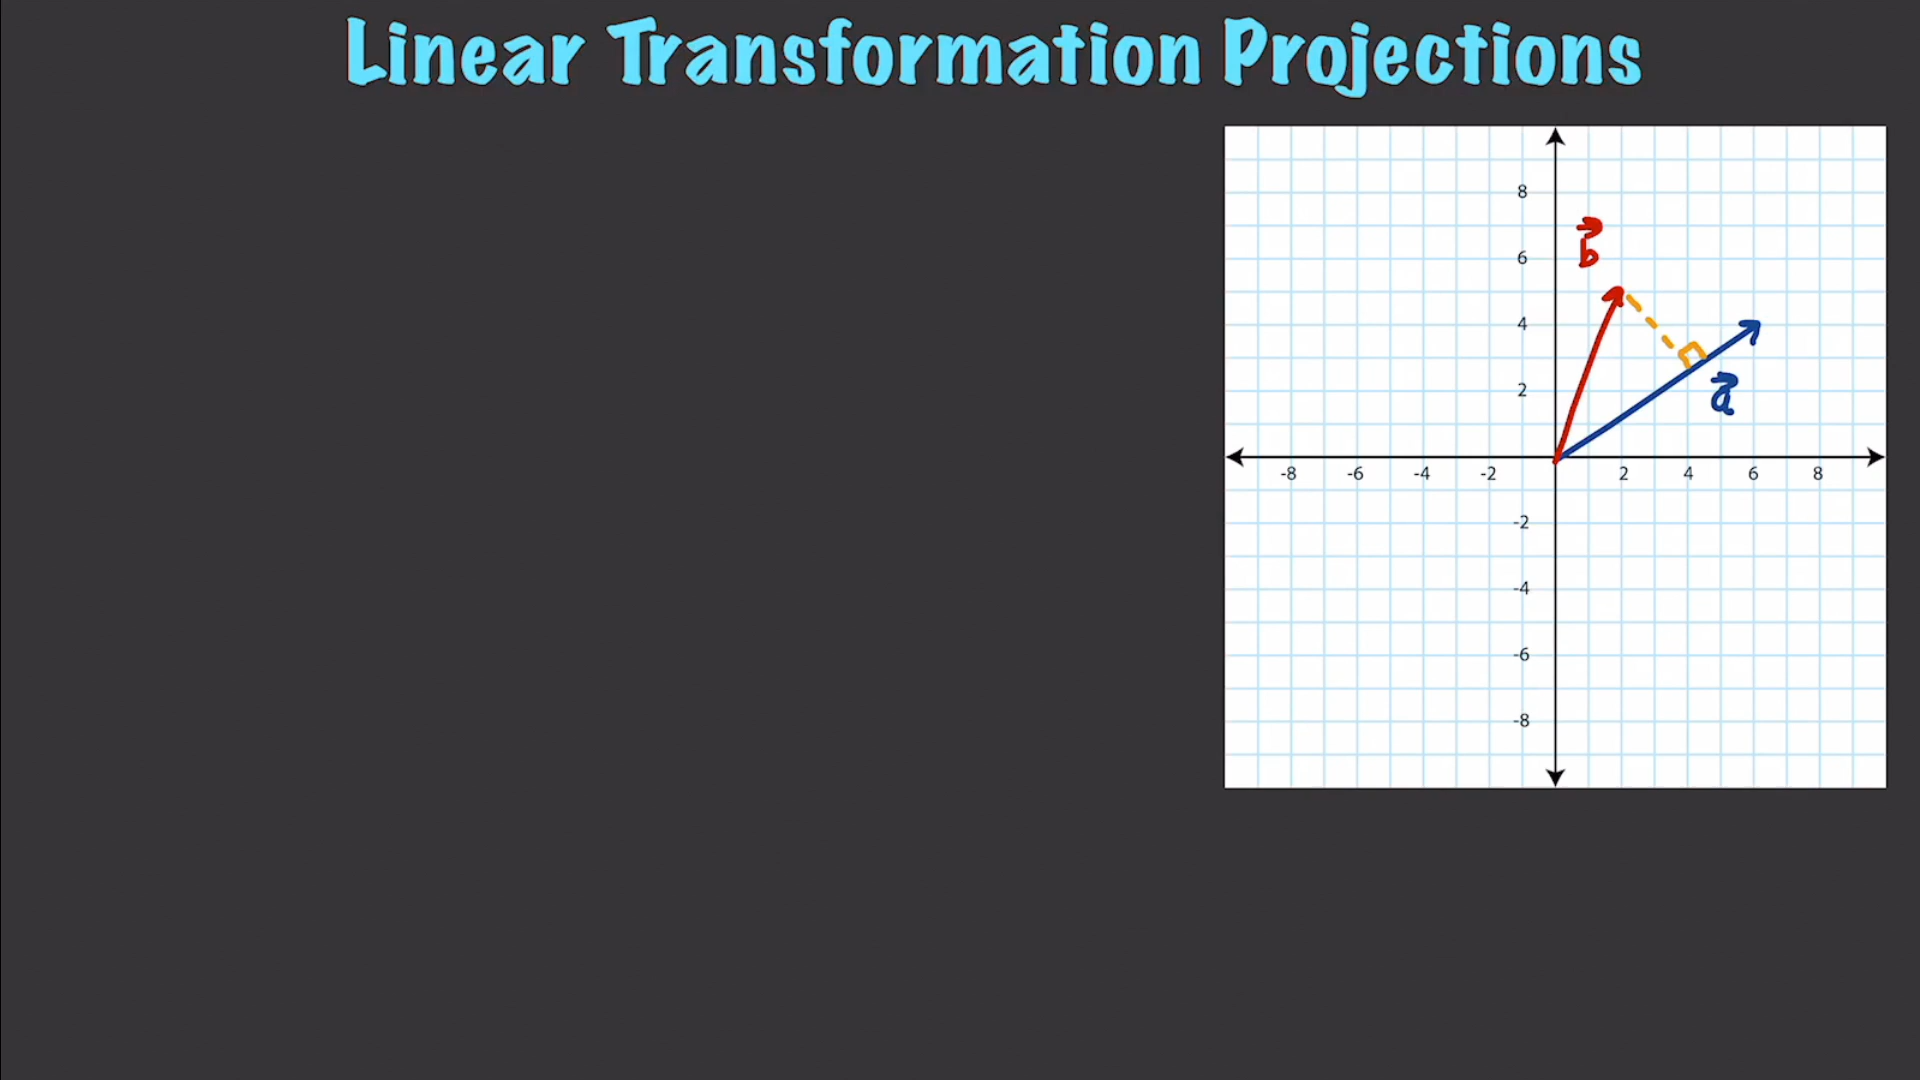 Linear Transformation Projections
8
b⃗
6
4
2
a⃗
-8 -6 -4 -2 2 4 6 8
-2
-4
-6
-8